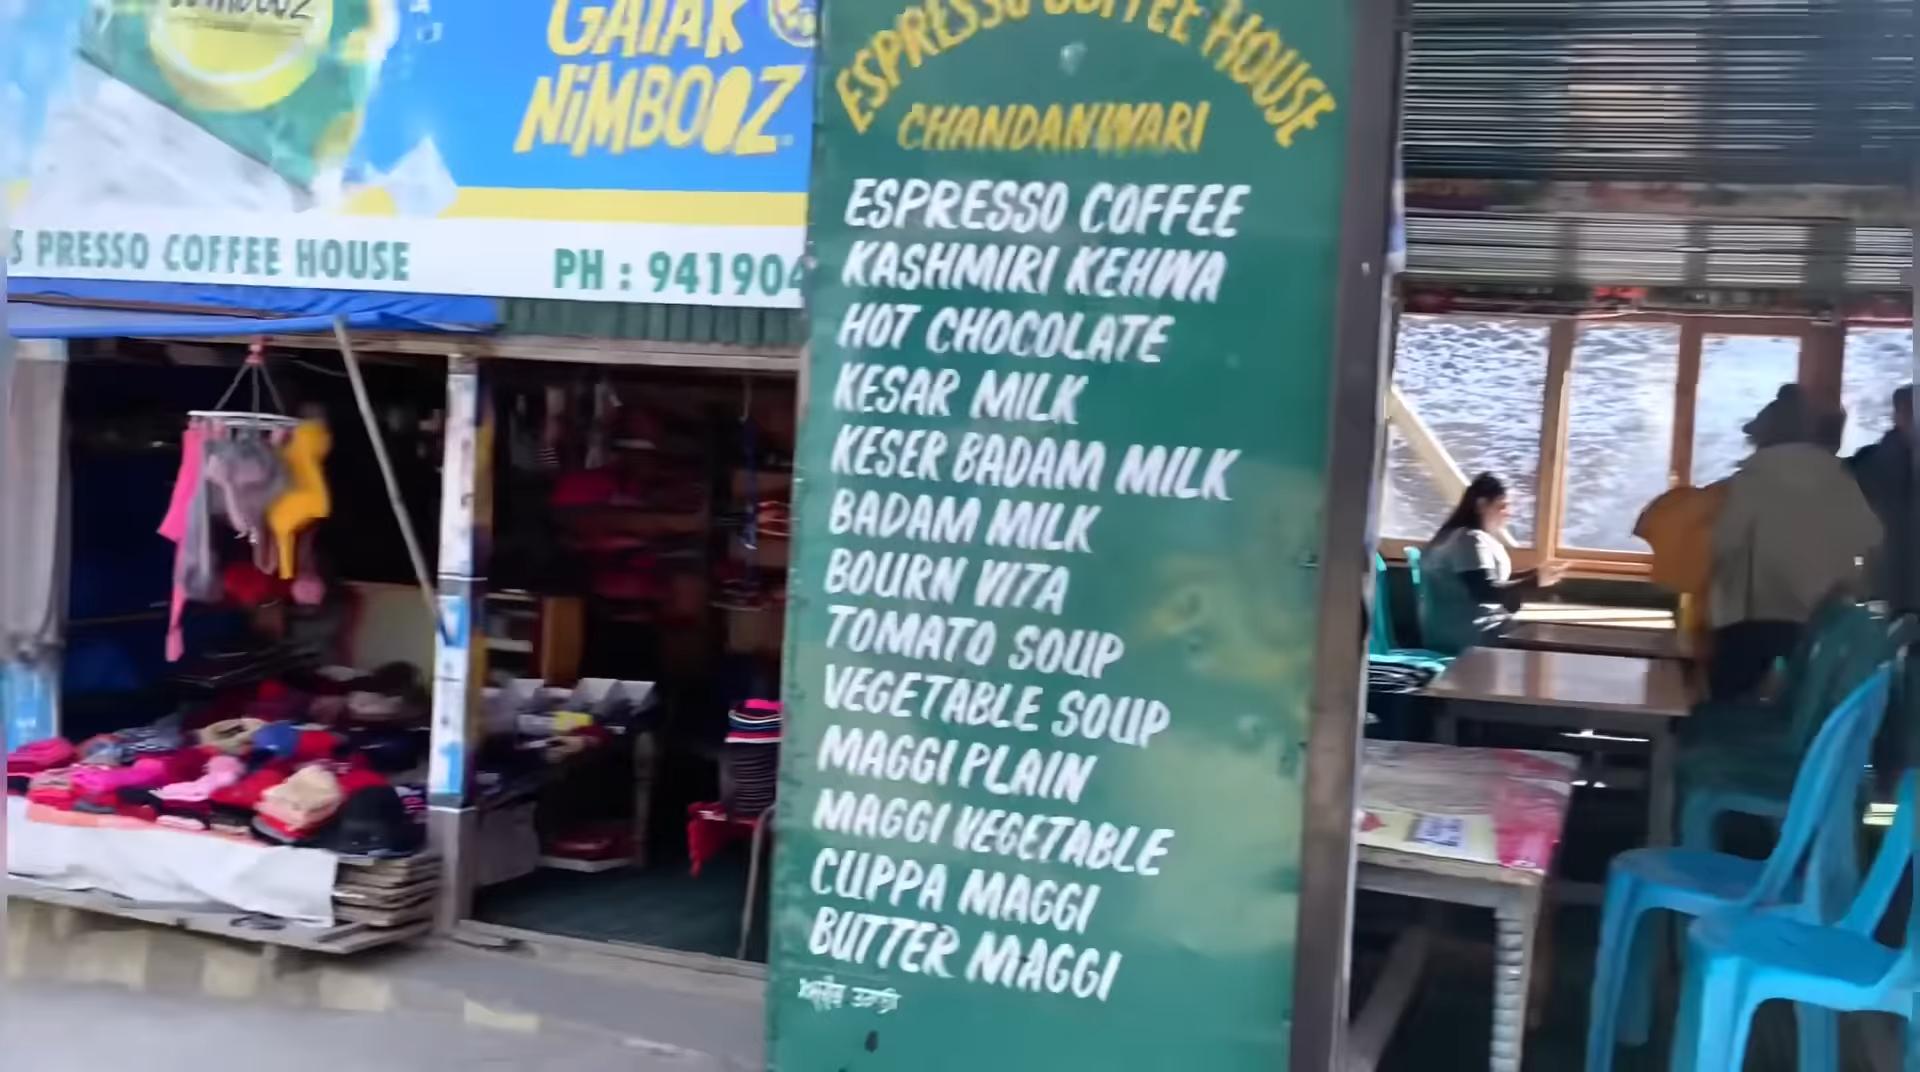 GATAK
NIMBOOZ
S PRESSO COFFEE HOUSE
PH : 941904
ESPRESSO COFFEE HOUSE
CHANDANWARI
ESPRESSO COFFEE
KASHMIRI KEHWA
HOT CHOCOLATE
KESAR MILK
KESER BADAM MILK
BADAM MILK
BOURN VITA
TOMATO SOUP
VEGETABLE SOUP
MAGGI PLAIN
MAGGI VEGETABLE
CUPPA MAGGI
BUTTER MAGGI